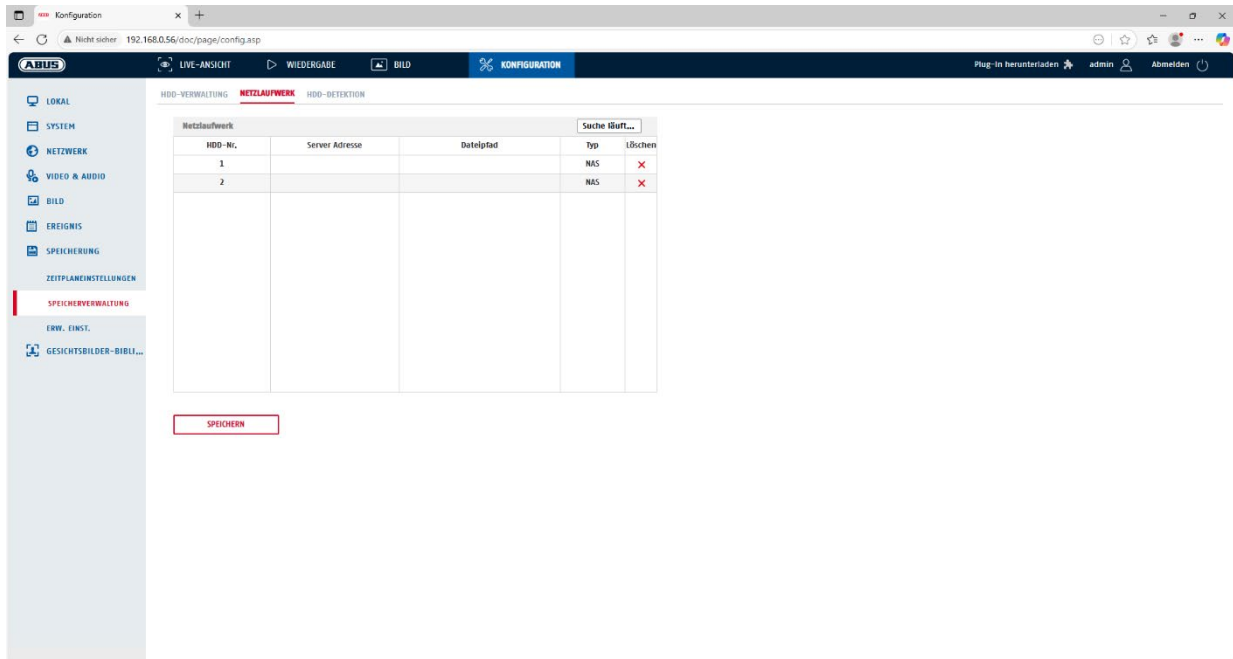 Konfiguration
Nicht sicher 192.168.0.56/doc/page/config.asp
ABUS LIVE-ANSICHT WIEDERGABE BILD KONFIGURATION Plug-In herunterladen admin Abmelden
HDD-VERWALTUNG NETZLAUFWERK HDD-DETEKTION
LOKAL
SYSTEM
NETZWERK
VIDEO & AUDIO
BILD
EREIGNIS
SPEICHERUNG
ZEITPLANEINSTELLUNGEN
SPEICHERVERWALTUNG
ERW. EINST.
GESICHTSBILDER-BIBLI...
Netzlaufwerk Suche läuft...
HDD-Nr. Server Adresse Dateipfad Typ Löschen
1 NAS
2 NAS
SPEICHERN